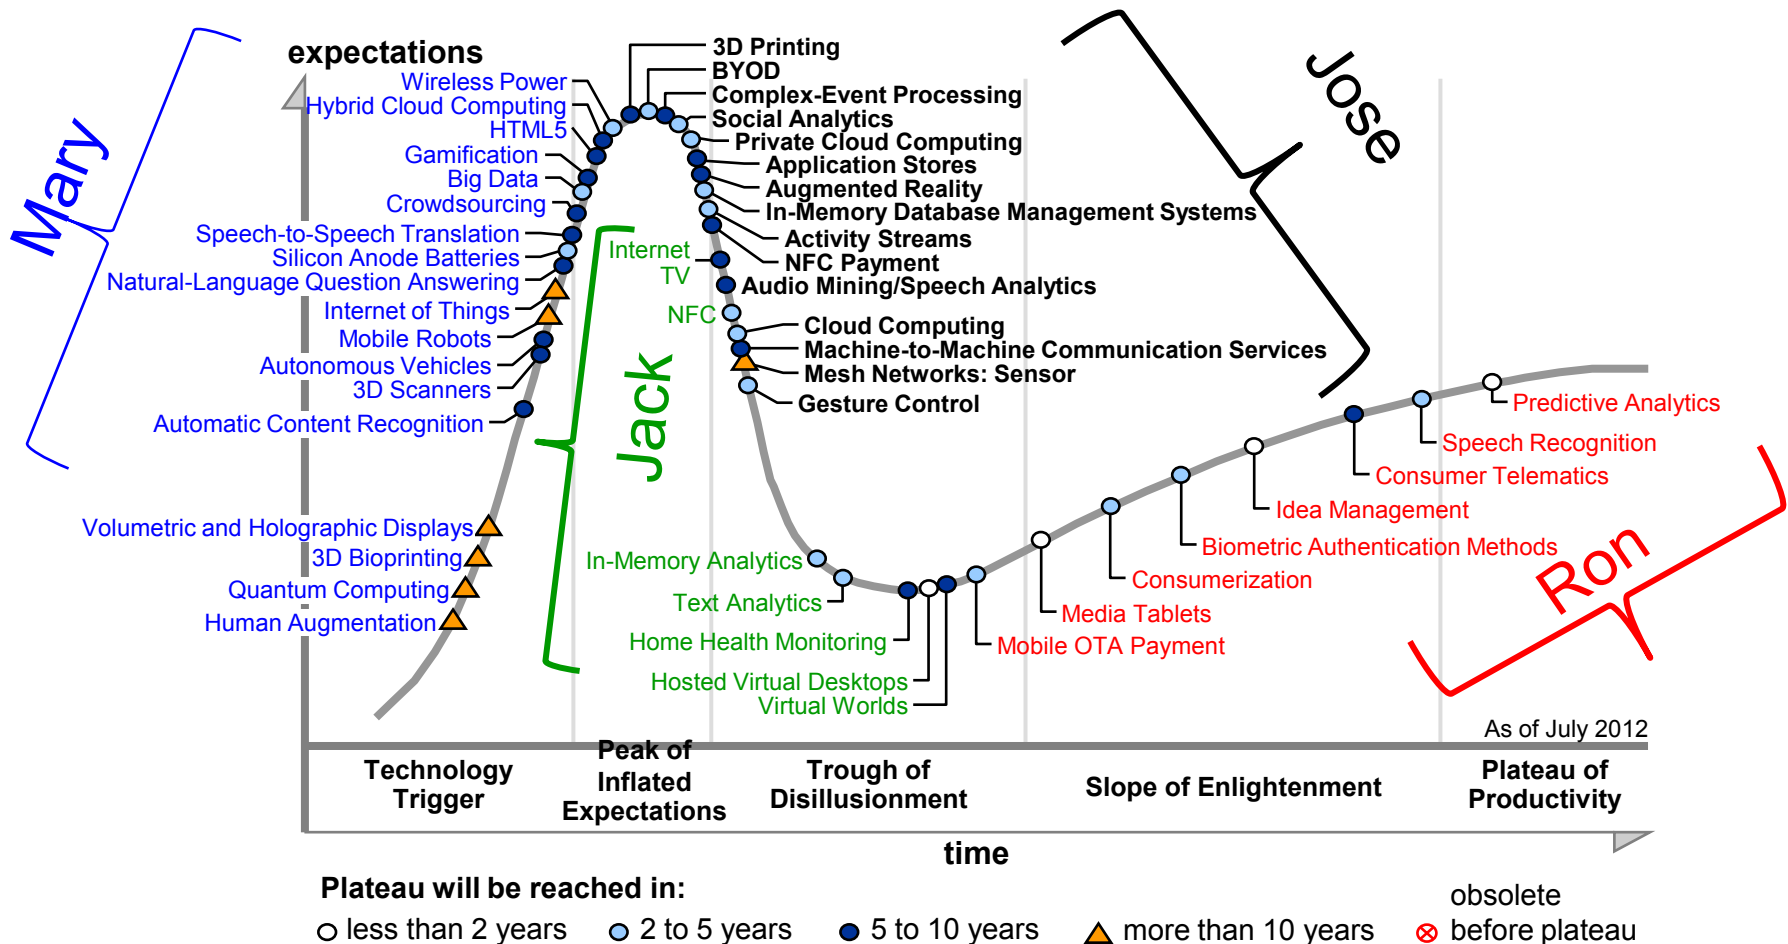 expectations
Mary
Wireless Power
Hybrid Cloud Computing
HTML5
Gamification
Big Data
Crowdsourcing
Speech-to-Speech Translation
Silicon Anode Batteries
Natural-Language Question Answering
Internet of Things
Mobile Robots
Autonomous Vehicles
3D Scanners
Automatic Content Recognition
Volumetric and Holographic Displays
3D Bioprinting
Quantum Computing
Human Augmentation
3D Printing
BYOD
Complex-Event Processing
Social Analytics
Private Cloud Computing
Application Stores
Augmented Reality
In-Memory Database Management Systems
Activity Streams
NFC Payment
Audio Mining/Speech Analytics
Cloud Computing
Machine-to-Machine Communication Services
Mesh Networks: Sensor
Gesture Control
Jose
Internet
TV
NFC
Jack
In-Memory Analytics
Text Analytics
Home Health Monitoring
Hosted Virtual Desktops
Virtual Worlds
Predictive Analytics
Speech Recognition
Consumer Telematics
Idea Management
Biometric Authentication Methods
Consumerization
Media Tablets
Mobile OTA Payment
Ron
As of July 2012
Technology
Trigger
Peak of
Inflated
Expectations
Trough of
Disillusionment
Slope of Enlightenment
Plateau of
Productivity
time
Plateau will be reached in:
less than 2 years
2 to 5 years
5 to 10 years
more than 10 years
obsolete
before plateau